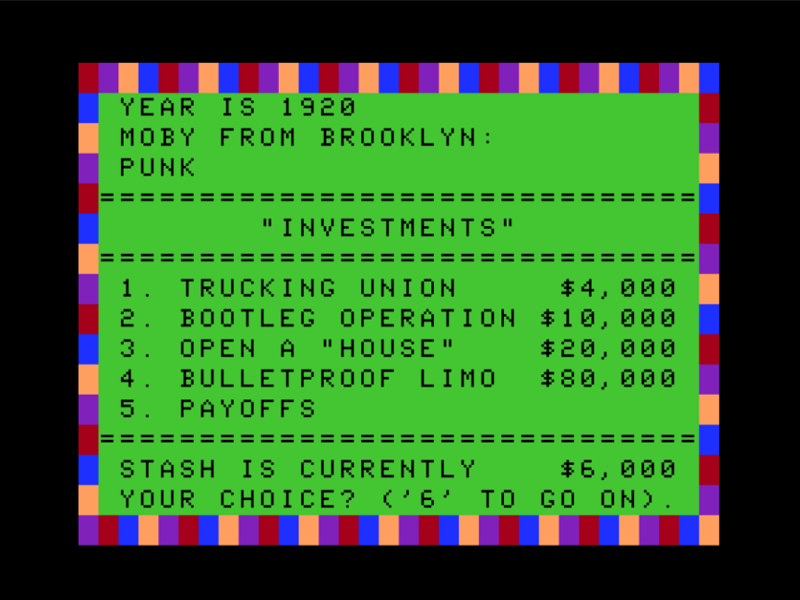 YEAR IS 1920
MOBY FROM BROOKLYN:
PUNK
==============================
"INVESTMENTS"
==============================
1. TRUCKING UNION $4,000
2. BOOTLEG OPERATION $10,000
3. OPEN A "HOUSE" $20,000
4. BULLETPROOF LIMO $80,000
5. PAYOFFS
==============================
STASH IS CURRENTLY $6,000
YOUR CHOICE? ('6' TO GO ON).